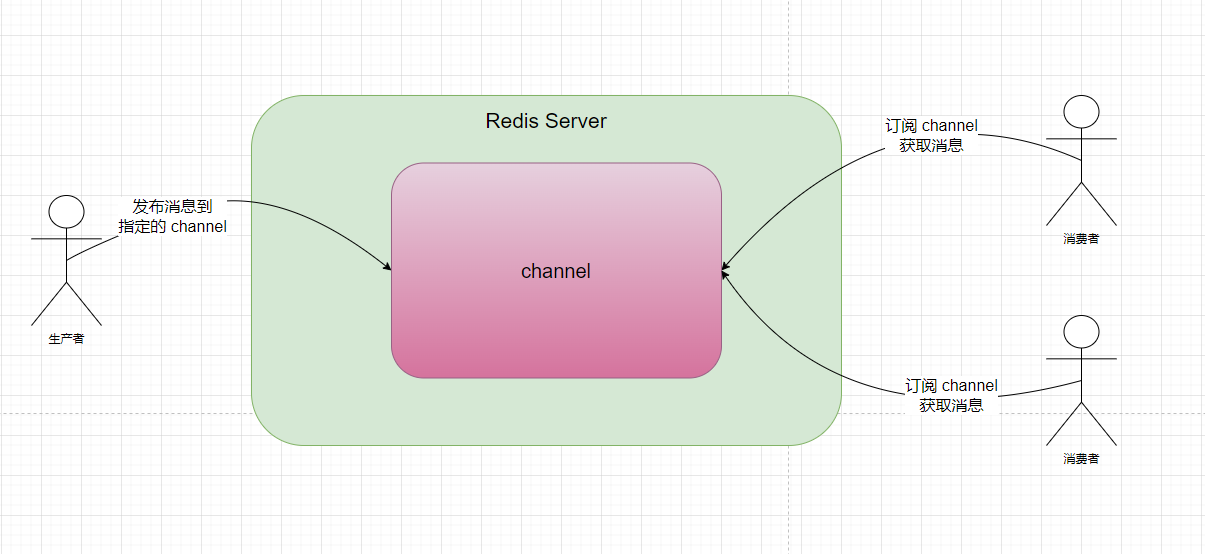 Redis Server
订阅 channel
获取消息
发布消息到
指定的 channel
channel
消费者
生产者
订阅 channel
获取消息
消费者